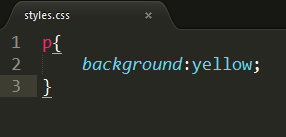 styles.css ×
1 p{
2 background:yellow;
3 }